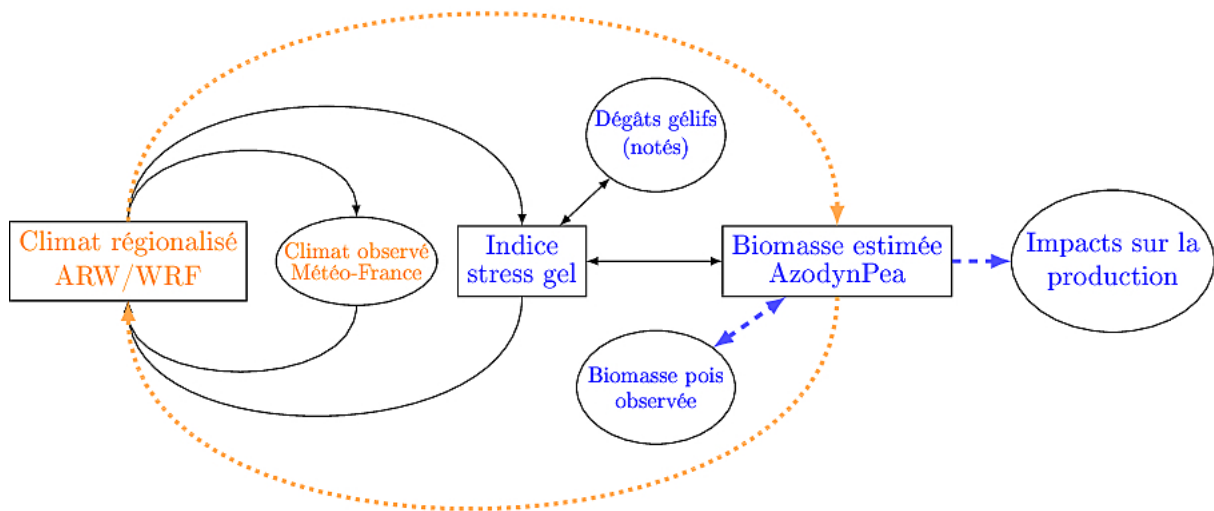 Climat régionalisé
ARW/WRF
Climat observé
Météo-France
Indice
stress gel
Dégâts gélifs
(notés)
Biomasse estimée
AzodynPea
Biomasse pois
observée
Impacts sur la
production